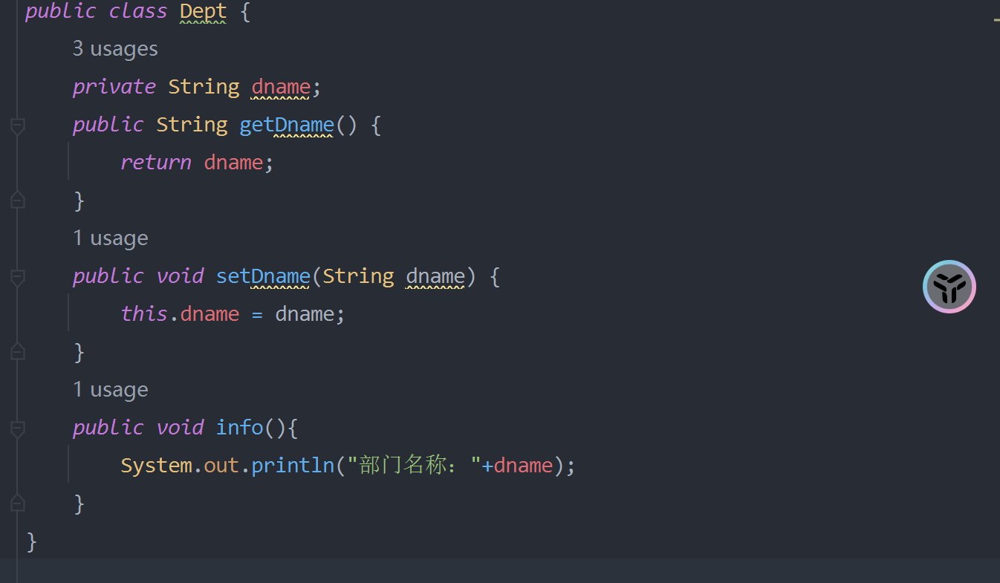 public class Dept {
3 usages
private String dname;
public String getDname() {
return dname;
}
1 usage
public void setDname(String dname) {
this.dname = dname;
}
1 usage
public void info(){
System.out.println("部门名称："+dname);
}
}